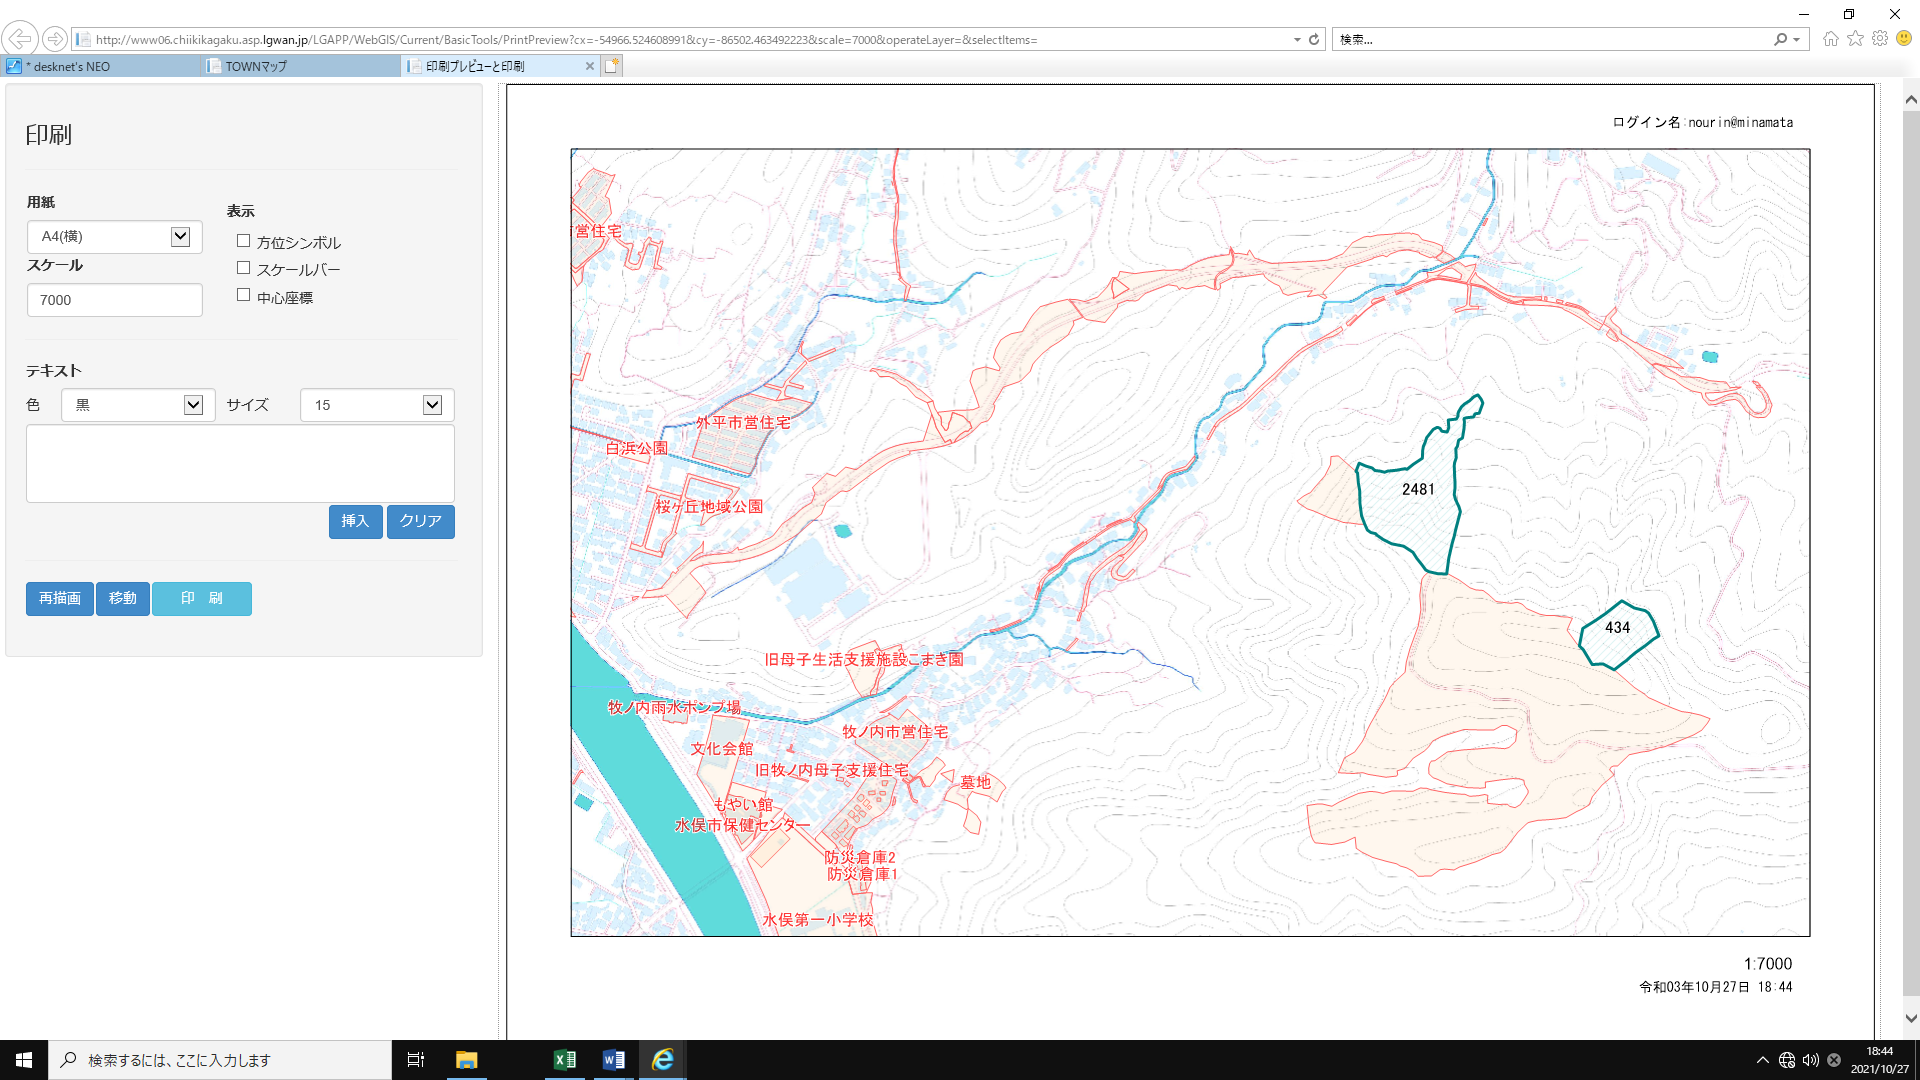 http://www06.chiikikagaku.asp.lgwan.jp/LGAPP/WebGIS/Current/BasicTools/PrintPreview?cx=-54966.524608991&cy=-86502.463492223&scale=7000&operateLayer=&selectItems=
検索...
* desknet's NEO
TOWNマップ
印刷プレビューと印刷
印刷
用紙
A4(横)
スケール
7000
表示
方位シンボル
スケールバー
中心座標
テキスト
色
黒
サイズ
15
挿入
クリア
再描画
移動
印 刷
ログイン名:nourin@minamata
市営住宅
外平市営住宅
白浜公園
桜ヶ丘地域公園
2481
434
旧母子生活支援施設こまき園
牧ノ内雨水ポンプ場
牧ノ内市営住宅
文化会館
旧牧ノ内母子支援住宅
墓地
もやい館
水俣市保健センター
防災倉庫2
防災倉庫1
水俣第一小学校
1:7000
令和03年10月27日 18:44
検索するには、ここに入力します
18:44
2021/10/27